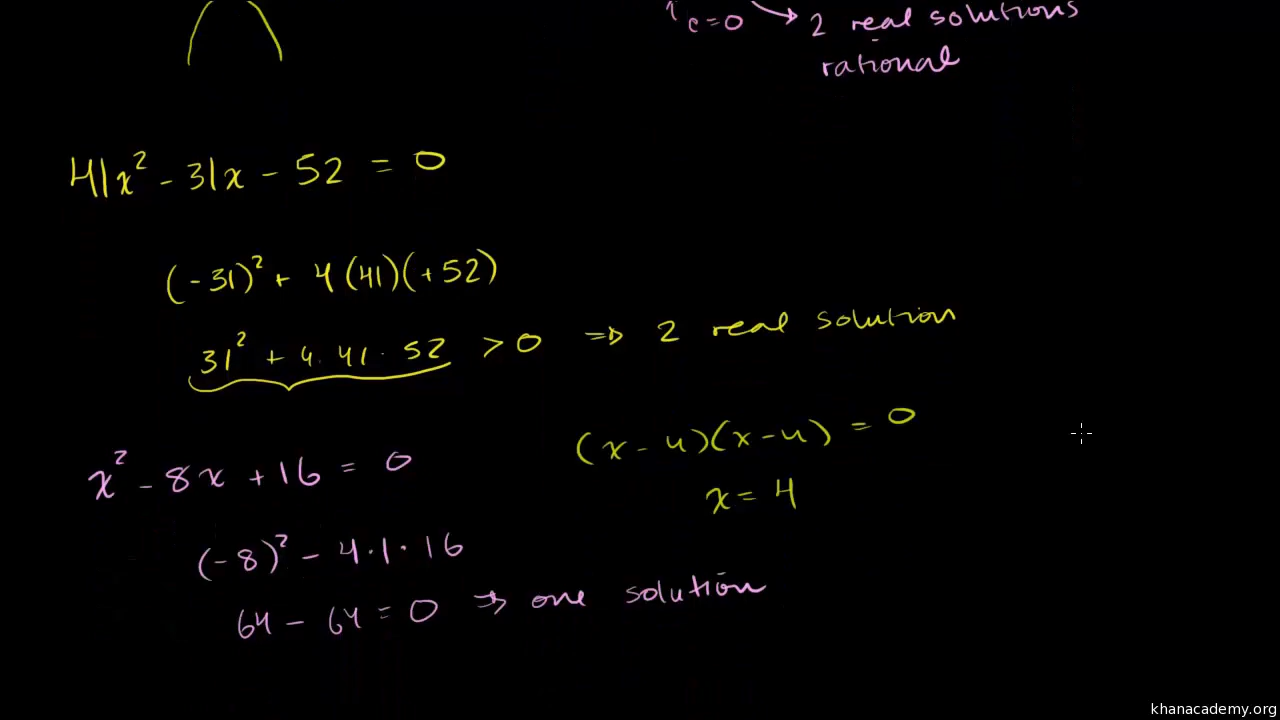 c = 0 → 2 real solutions
rational
41x² - 31x - 52 = 0
(-31)² + 4(41)(+52)
31² + 4·41·52 > 0 ⇒ 2 real solution
(x - 4)(x - 4) = 0
x² - 8x + 16 = 0
x = 4
(-8)² - 4·1·16
64 - 64 = 0 ⇒ one solution
khanacademy.org